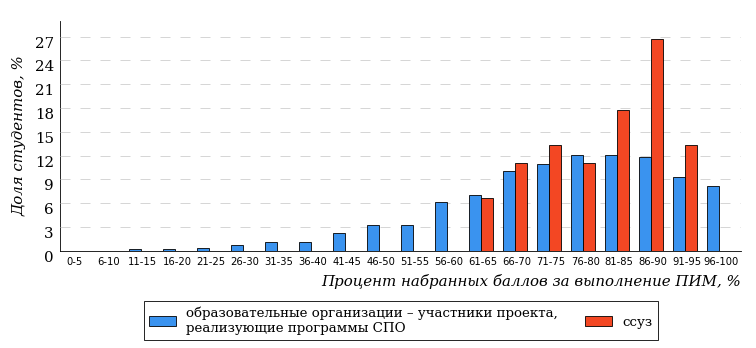 Доля студентов, %
27
24
21
18
15
12
9
6
3
0
0-5 6-10 11-15 16-20 21-25 26-30 31-35 36-40 41-45 46-50 51-55 56-60 61-65 66-70 71-75 76-80 81-85 86-90 91-95 96-100
Процент набранных баллов за выполнение ПИМ, %
образовательные организации – участники проекта,
реализующие программы СПО
ссуз